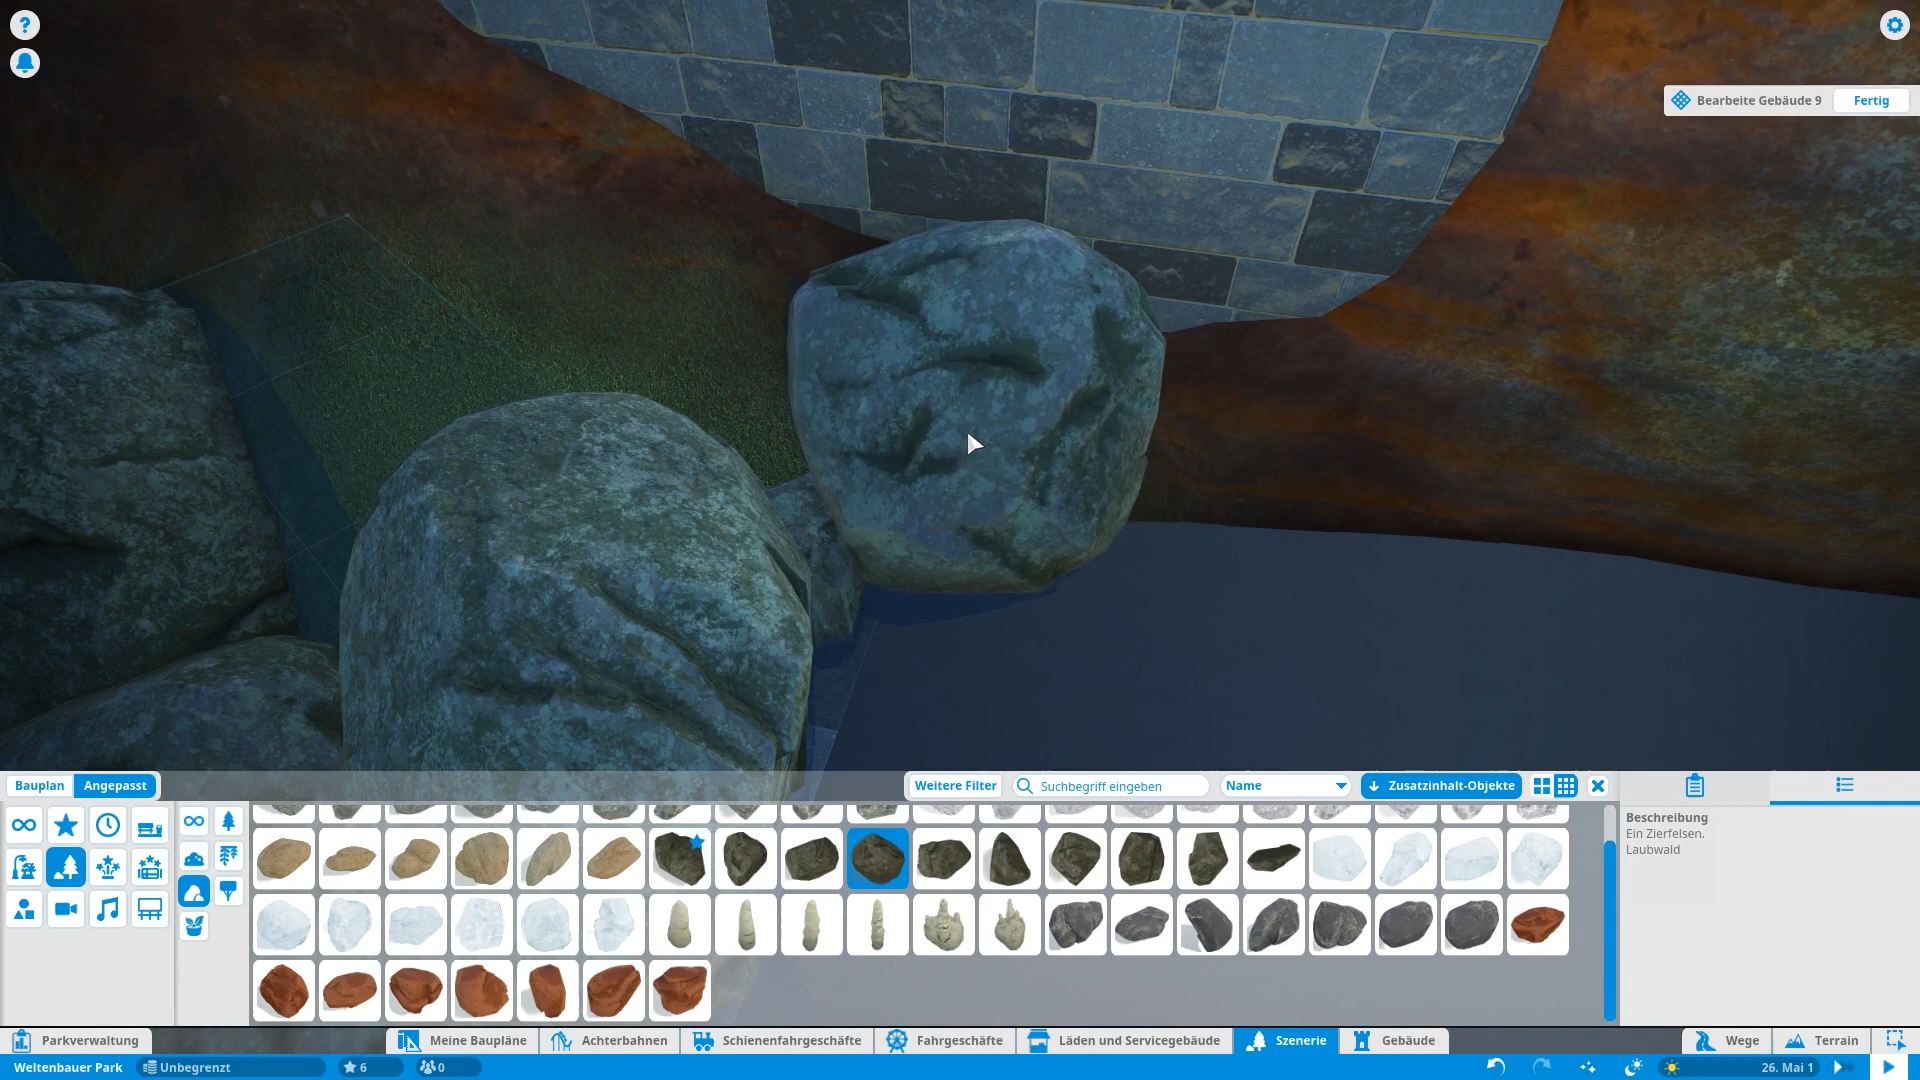 Bearbeite Gebäude 9 Fertig
Bauplan Angepasst Weitere Filter Suchbegriff eingeben Name Zusatzinhalt-Objekte
Beschreibung
Ein Zierfelsen.
Laubwald
Parkverwaltung Meine Baupläne Achterbahnen Schienenfahrgeschäfte Fahrgeschäfte Läden und Servicegebäude Szenerie Gebäude Wege Terrain
Weltenbauer Park Unbegrenzt 6 0 26. Mai 1